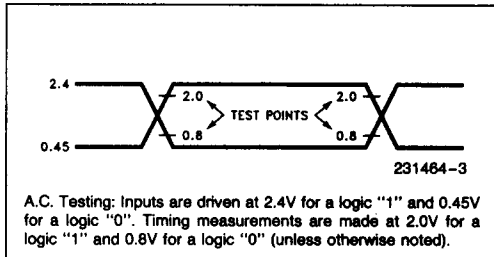 2.4
2.0 2.0
TEST POINTS
0.8 0.8
0.45
231464-3
A.C. Testing: Inputs are driven at 2.4V for a logic "1" and 0.45V
for a logic "0". Timing measurements are made at 2.0V for a
logic "1" and 0.8V for a logic "0" (unless otherwise noted).